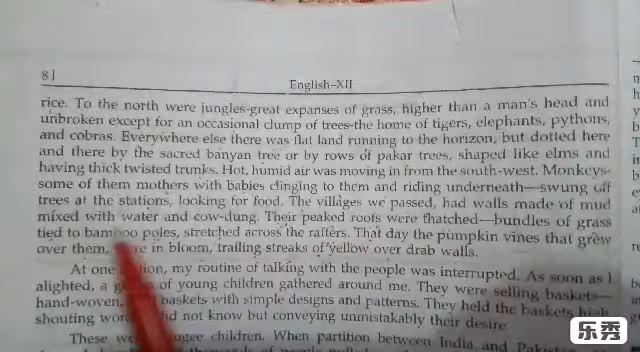 81
English-XII
rice. To the north were jungles-great expanses of grass, higher than a man's head and
unbroken except for an occasional clump of trees-the home of tigers, elephants, pythons,
and cobras. Everywhere else there was flat land running to the horizon, but dotted here
and there by the sacred banyan tree or by rows of pakar trees, shaped like elms and
having thick twisted trunks. Hot, humid air was moving in from the south-west. Monkeys-
some of them mothers with babies clinging to them and riding underneath—swung off
trees at the stations, looking for food. The villages we passed, had walls made of mud
mixed with water and cow-dung. Their peaked roofs were thatched—bundles of grass
tied to bamboo poles, stretched across the rafters. That day the pumpkin vines that grew
over them, in bloom, trailing streaks of yellow over drab walls.
At one my routine of talking with the people was interrupted. As soon as I
alighted, a of young children gathered around me. They were selling baskets—
hand-woven, baskets with simple designs and patterns. They held the baskets high,
shouting not know but conveying unmistakably their desire.
These children. When partition between India and
乐秀